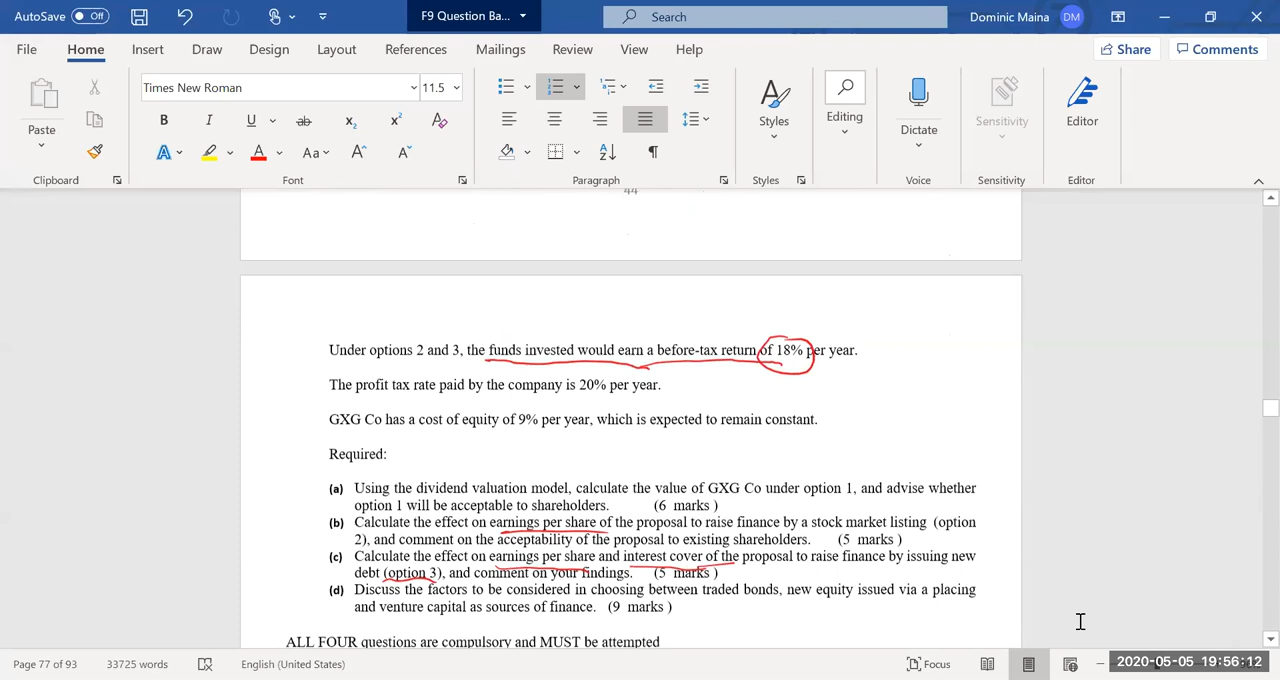 AutoSave Off F9 Question Ba... Search Dominic Maina DM
File Home Insert Draw Design Layout References Mailings Review View Help Share Comments
Times New Roman 11.5
Paste Styles Editing Dictate Sensitivity Editor
Clipboard Font Paragraph Styles Voice Sensitivity Editor
44
Under options 2 and 3, the funds invested would earn a before-tax return of 18% per year.
The profit tax rate paid by the company is 20% per year.
GXG Co has a cost of equity of 9% per year, which is expected to remain constant.
Required:
(a) Using the dividend valuation model, calculate the value of GXG Co under option 1, and advise whether
option 1 will be acceptable to shareholders. (6 marks )
(b) Calculate the effect on earnings per share of the proposal to raise finance by a stock market listing (option
2), and comment on the acceptability of the proposal to existing shareholders. (5 marks )
(c) Calculate the effect on earnings per share and interest cover of the proposal to raise finance by issuing new
debt (option 3), and comment on your findings. (5 marks )
(d) Discuss the factors to be considered in choosing between traded bonds, new equity issued via a placing
and venture capital as sources of finance. (9 marks )
ALL FOUR questions are compulsory and MUST be attempted
Page 77 of 93 33725 words English (United States) Focus 2020-05-05 19:56:12